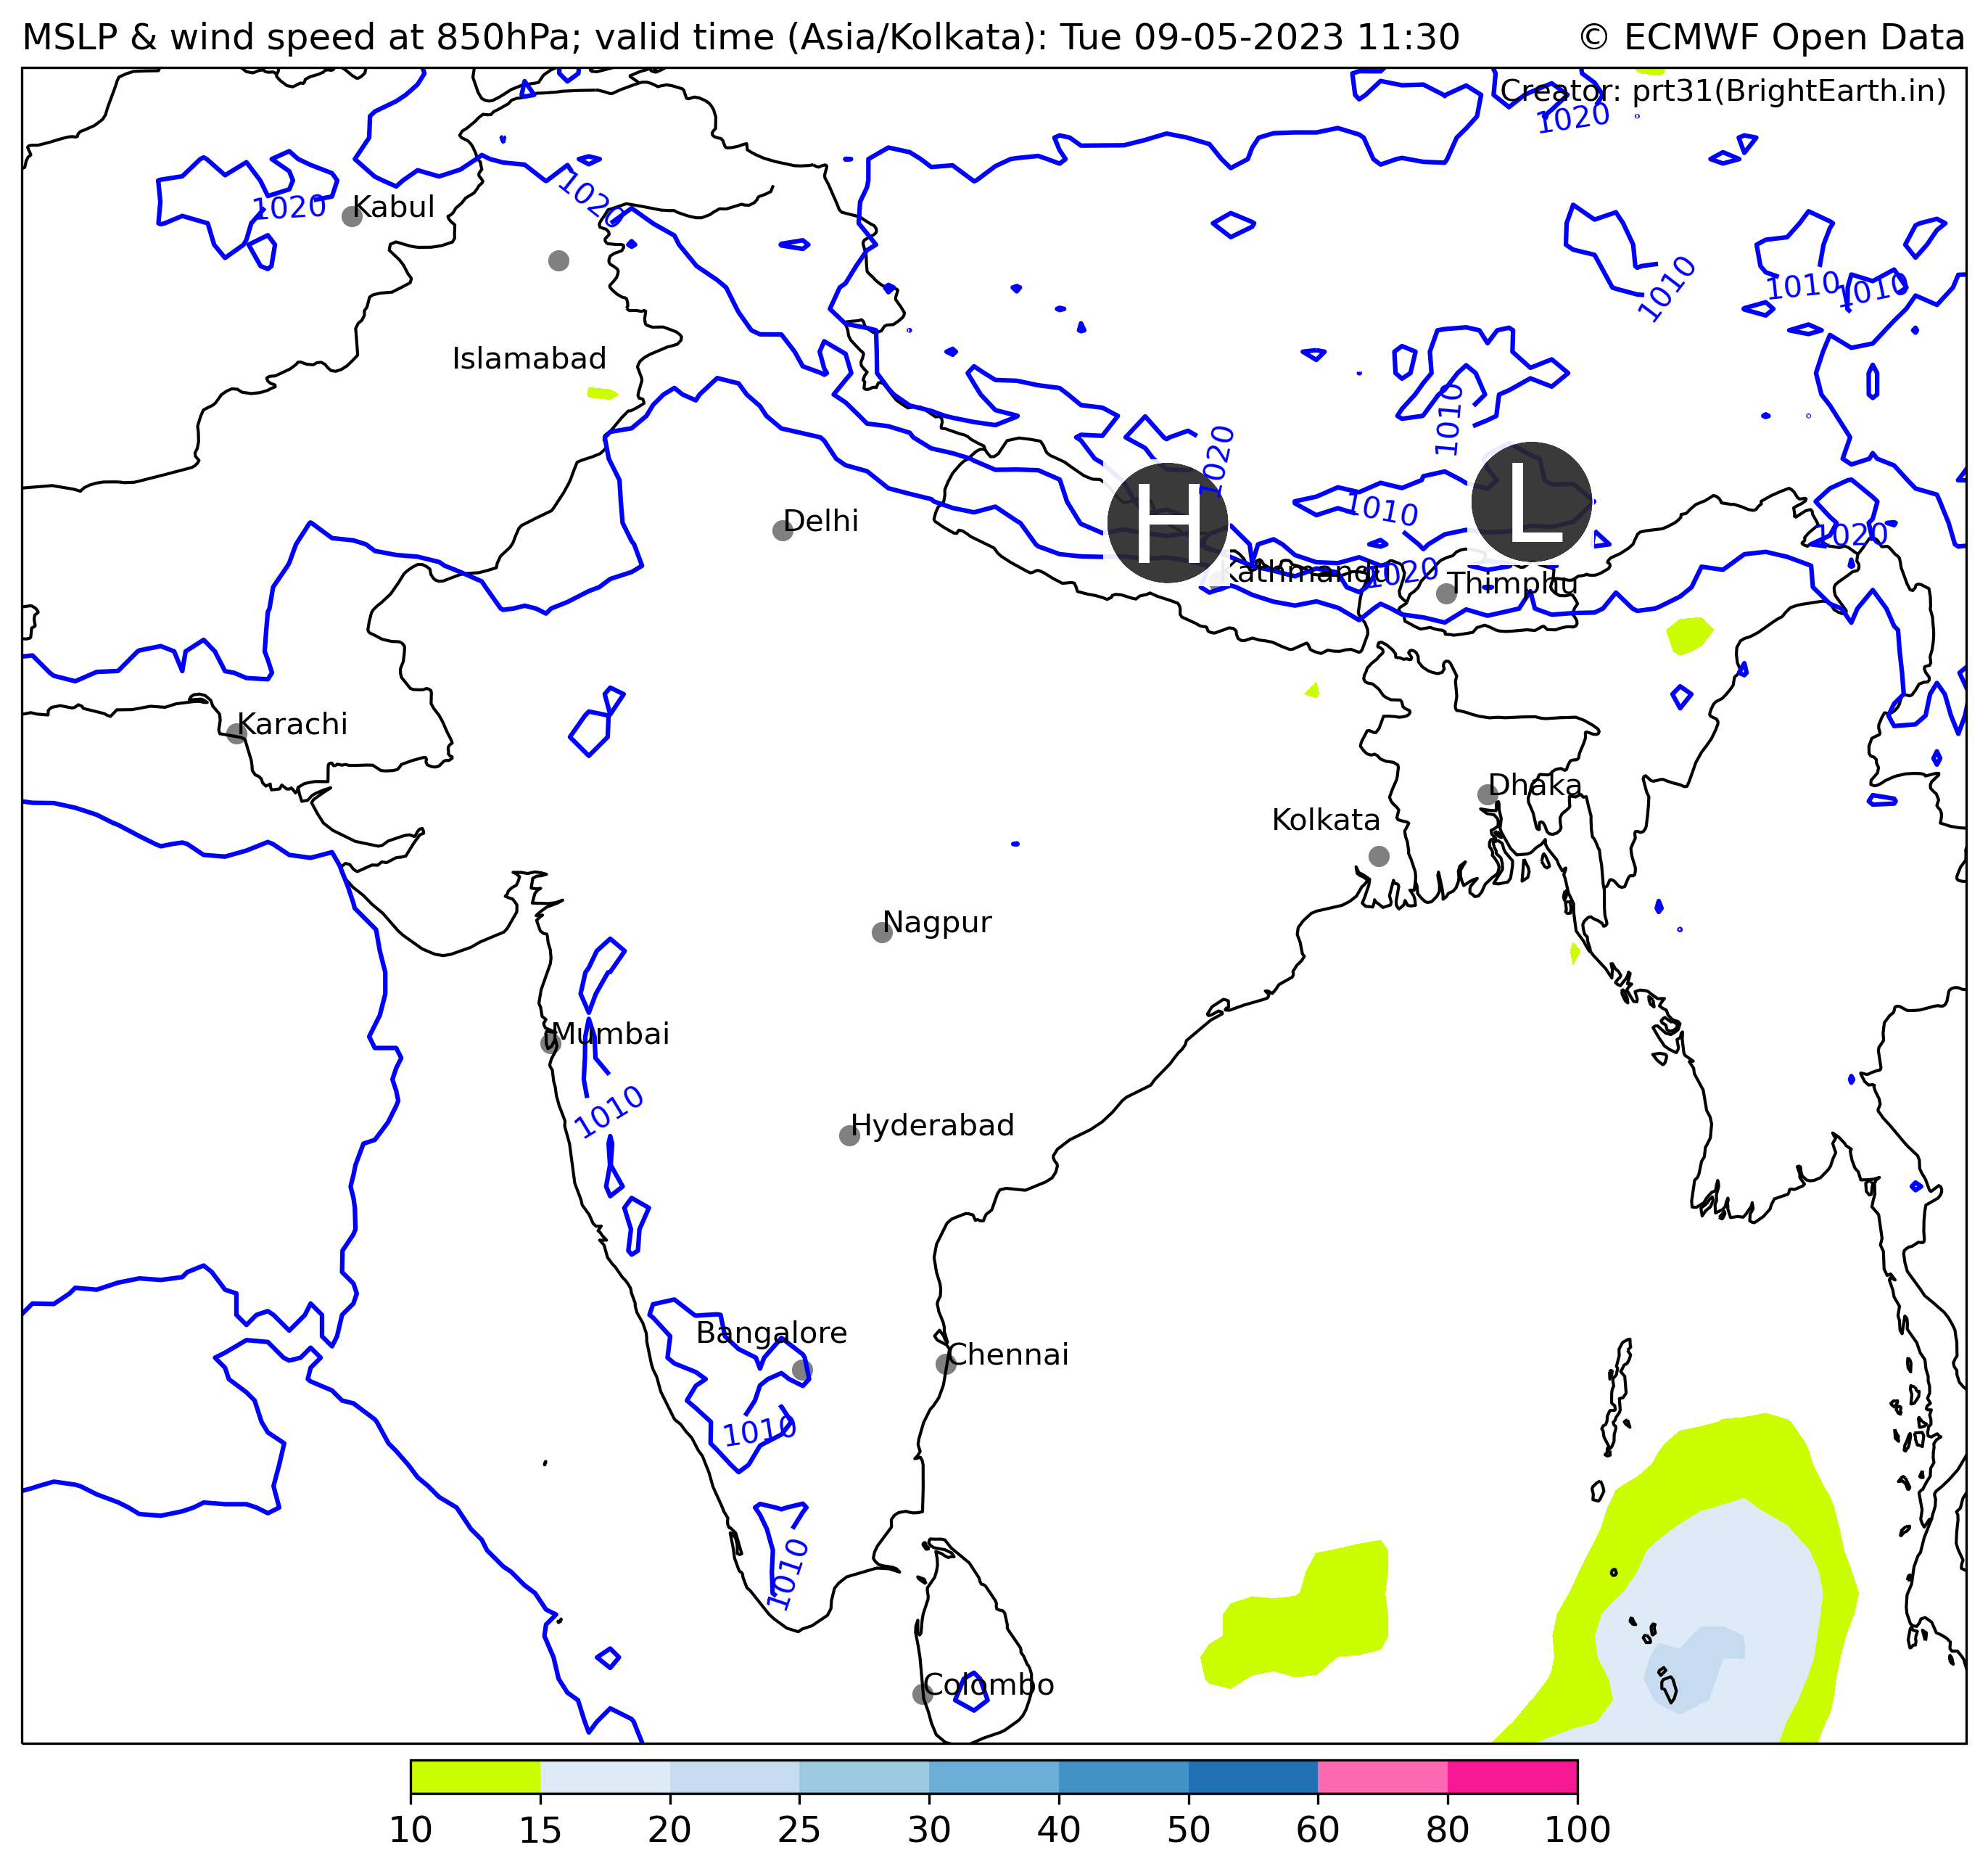 MSLP & wind speed at 850hPa; valid time (Asia/Kolkata): Tue 09-05-2023 11:30
© ECMWF Open Data
Creator: prt31(BrightEarth.in)
1020
1020
Kabul
1020
1010
1010
1010
Islamabad
1010
1020
H
L
1010
Delhi
1020
Kathmandu
1020
Thimphu
Karachi
Dhaka
Kolkata
Nagpur
Mumbai
1010
Hyderabad
Bangalore
Chennai
1010
1010
Colombo
10 15 20 25 30 40 50 60 80 100